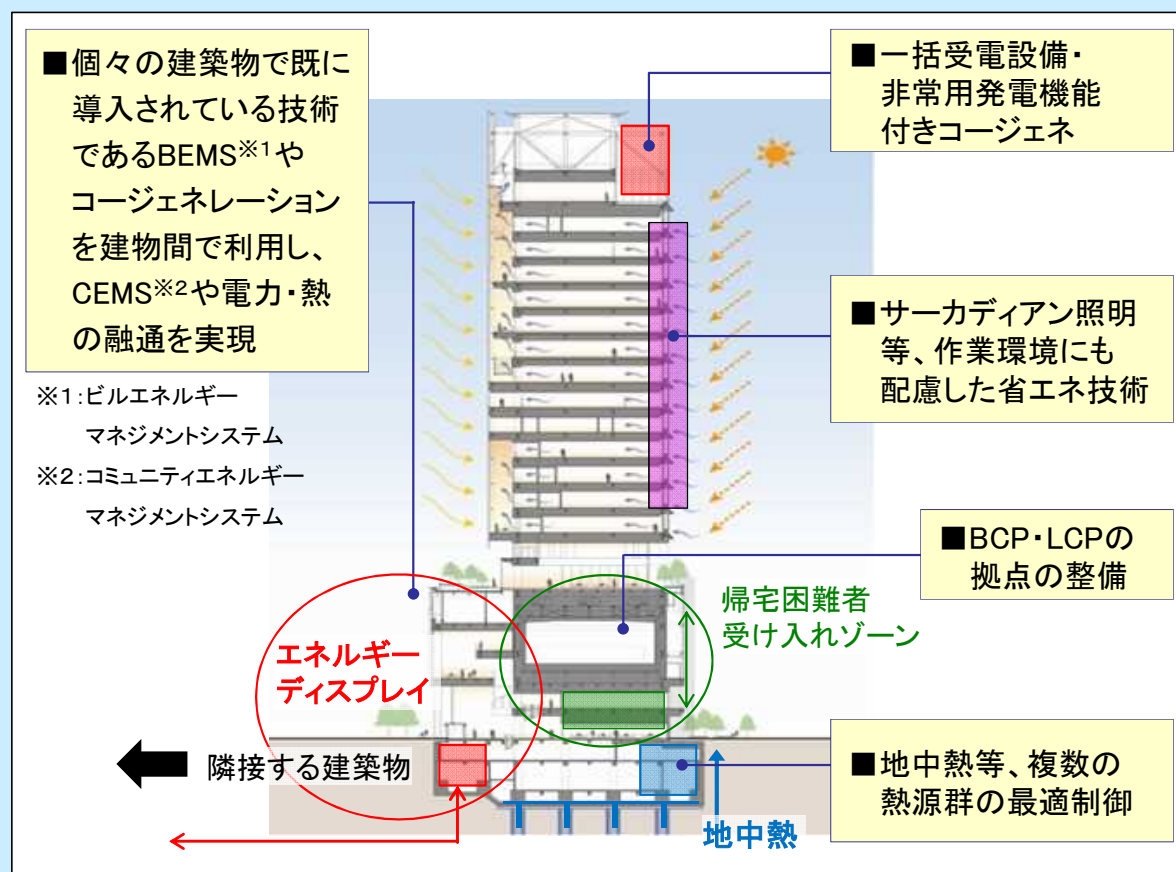 ■個々の建築物で既に
導入されている技術
であるBEMS※1や
コージェネレーション
を建物間で利用し、
CEMS※2や電力・熱
の融通を実現
※1:ビルエネルギー
マネジメントシステム
※2:コミュニティエネルギー
マネジメントシステム
■一括受電設備・
非常用発電機能
付きコージェネ
■サーカディアン照明
等、作業環境にも
配慮した省エネ技術
■BCP・LCPの
拠点の整備
帰宅困難者
受け入れゾーン
エネルギー
ディスプレイ
隣接する建築物
地中熱
■地中熱等、複数の
熱源群の最適制御